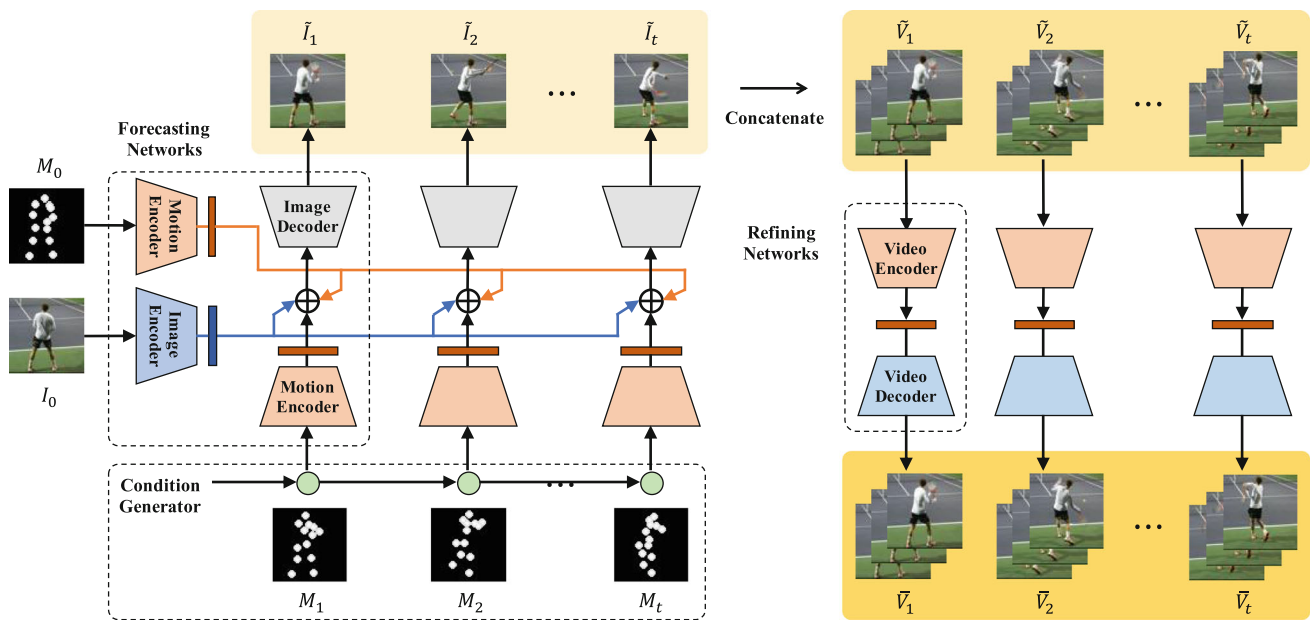 Ĩ₁
Ĩ₂
Ĩₜ
...
Concatenate
Ṽ₁
Ṽ₂
Ṽₜ
...
Forecasting
Networks
M₀
Motion
Encoder
I₀
Image
Encoder
Image
Decoder
Motion
Encoder
Condition
Generator
...
M₁
M₂
Mₜ
Refining
Networks
Video
Encoder
Video
Decoder
...
V̄₁
V̄₂
V̄ₜ